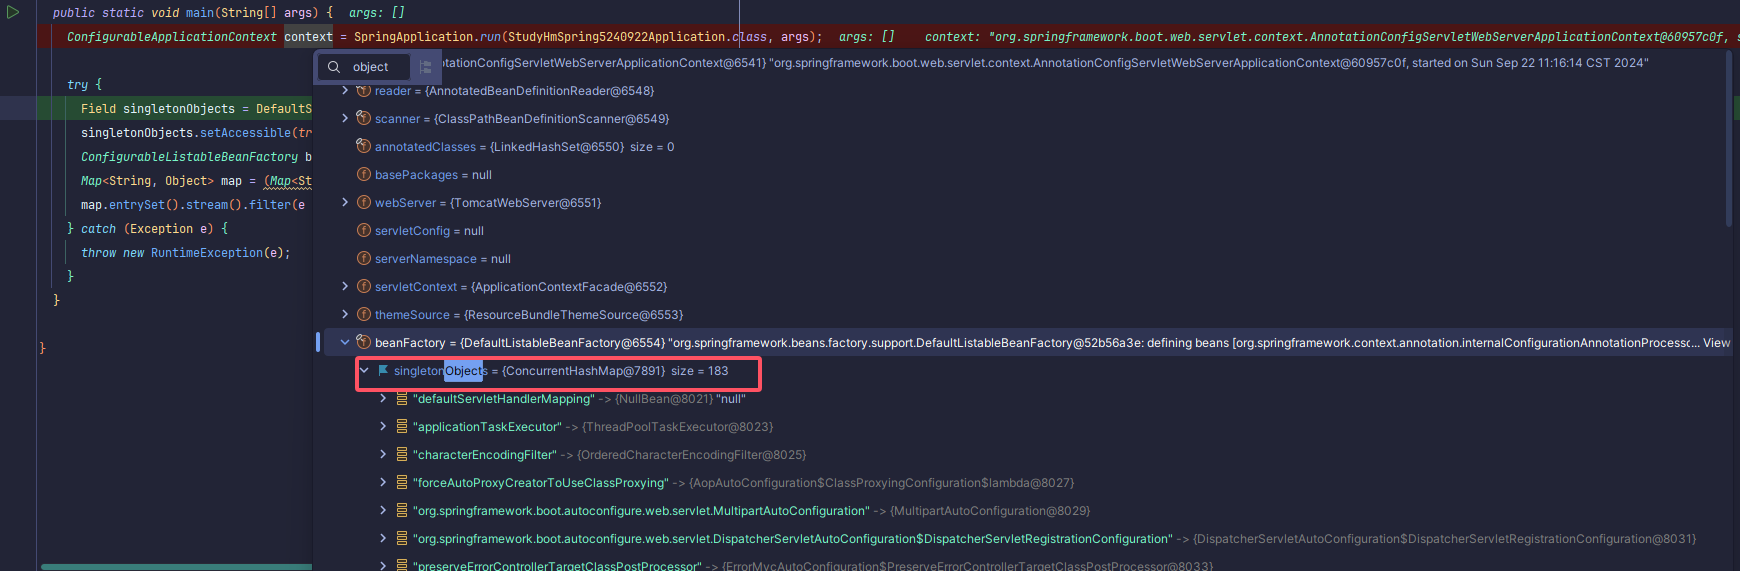 public static void main(String[] args) { args: []
ConfigurableApplicationContext context = SpringApplication.run(StudyHmSpring5240922Application.class, args); args: [] context: "org.springframework.boot.web.servlet.context.AnnotationConfigServletWebServerApplicationContext@60957c0f, s
object
otationConfigServletWebServerApplicationContext@6541} "org.springframework.boot.web.servlet.context.AnnotationConfigServletWebServerApplicationContext@60957c0f, started on Sun Sep 22 11:16:14 CST 2024"
try {
reader = {AnnotatedBeanDefinitionReader@6548}
Field singletonObjects = DefaultS
scanner = {ClassPathBeanDefinitionScanner@6549}
singletonObjects.setAccessible(tr
annotatedClasses = {LinkedHashSet@6550} size = 0
ConfigurableListableBeanFactory b
basePackages = null
Map<String, Object> map = (Map<St
webServer = {TomcatWebServer@6551}
map.entrySet().stream().filter(e
servletConfig = null
} catch (Exception e) {
serverNamespace = null
throw new RuntimeException(e);
servletContext = {ApplicationContextFacade@6552}
}
themeSource = {ResourceBundleThemeSource@6553}
}
beanFactory = {DefaultListableBeanFactory@6554} "org.springframework.beans.factory.support.DefaultListableBeanFactory@52b56a3e: defining beans [org.springframework.context.annotation.internalConfigurationAnnotationProcesso... View
}
singletonObjects = {ConcurrentHashMap@7891} size = 183
"defaultServletHandlerMapping" -> {NullBean@8021} "null"
"applicationTaskExecutor" -> {ThreadPoolTaskExecutor@8023}
"characterEncodingFilter" -> {OrderedCharacterEncodingFilter@8025}
"forceAutoProxyCreatorToUseClassProxying" -> {AopAutoConfiguration$ClassProxyingConfiguration$lambda@8027}
"org.springframework.boot.autoconfigure.web.servlet.MultipartAutoConfiguration" -> {MultipartAutoConfiguration@8029}
"org.springframework.boot.autoconfigure.web.servlet.DispatcherServletAutoConfiguration$DispatcherServletRegistrationConfiguration" -> {DispatcherServletAutoConfiguration$DispatcherServletRegistrationConfiguration@8031}
"preserveErrorControllerTargetClassPostProcessor" -> {ErrorMvcAutoConfiguration$PreserveErrorControllerTargetClassPostProcessor@8033}